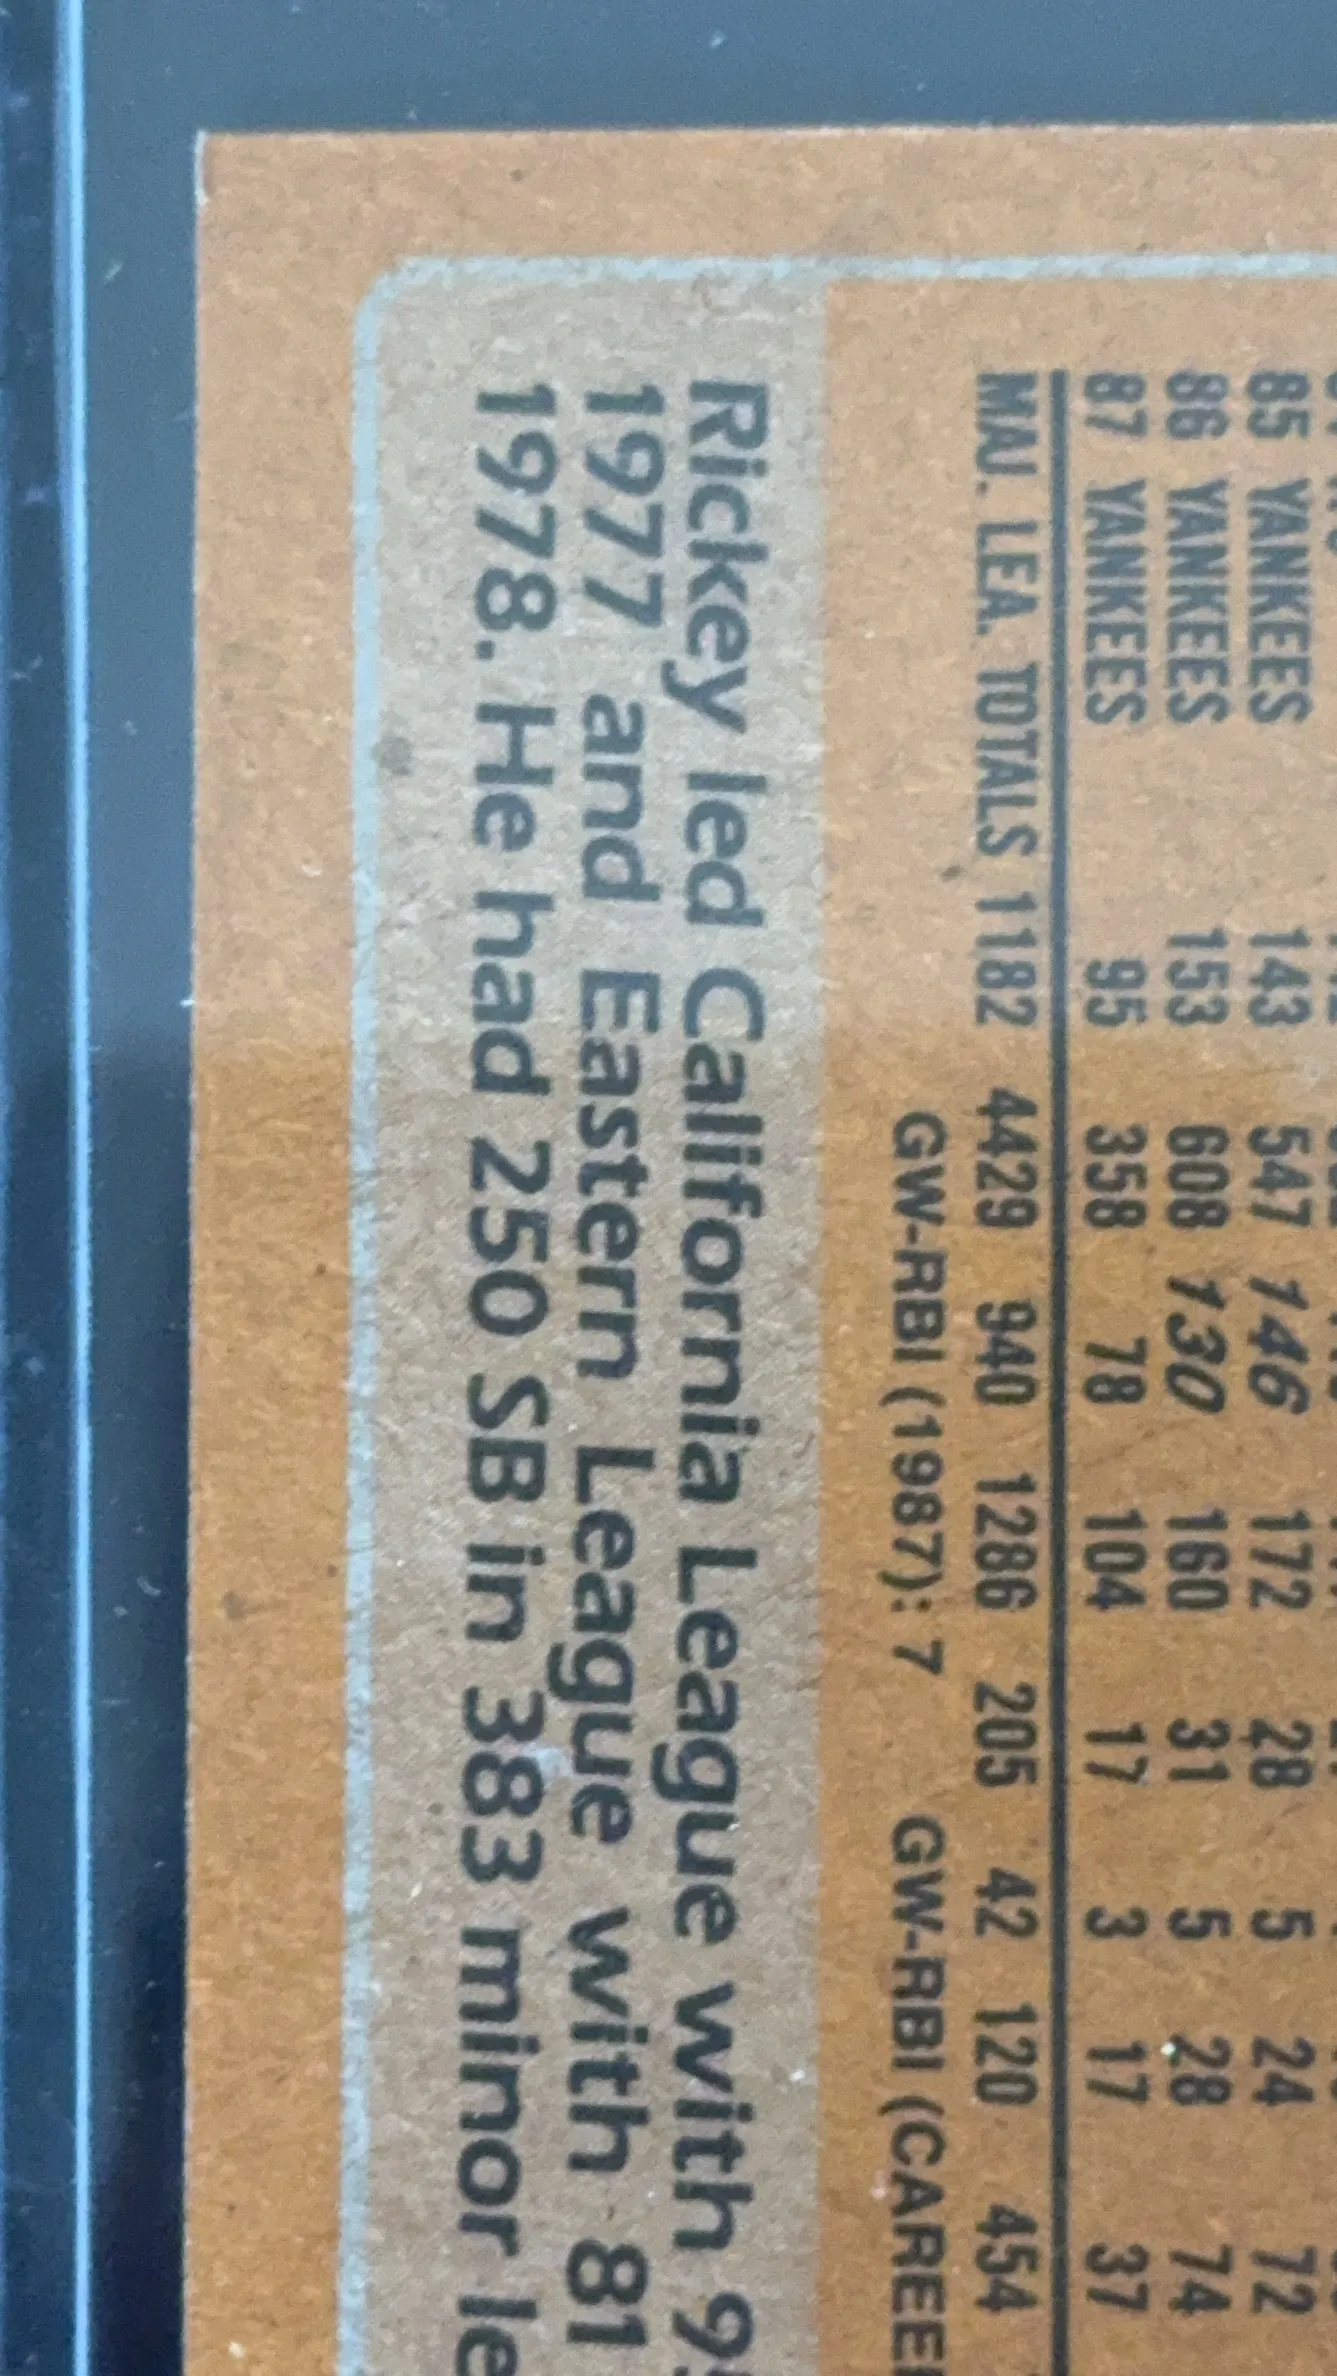 85 YANKEES 143 547 146 172 28 5 24 72
86 YANKEES 153 608 130 160 31 5 28 74
87 YANKEES 95 358 78 104 17 3 17 37
MAJ. LEA. TOTALS 1182 4429 940 1286 205 42 120 454
GW-RBI (1987): 7 GW-RBI (CAREE
Rickey led California League with 9
1977 and Eastern League with 81
1978. He had 250 SB in 383 minor le